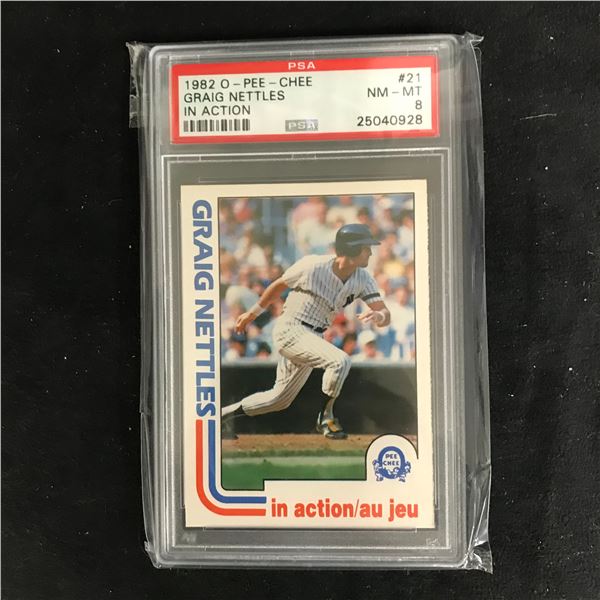 PSA
1982 O-PEE-CHEE #21
GRAIG NETTLES NM-MT
IN ACTION 8
PSA 25040928
GRAIG NETTLES
O
PEE
CHEE
in action/au jeu